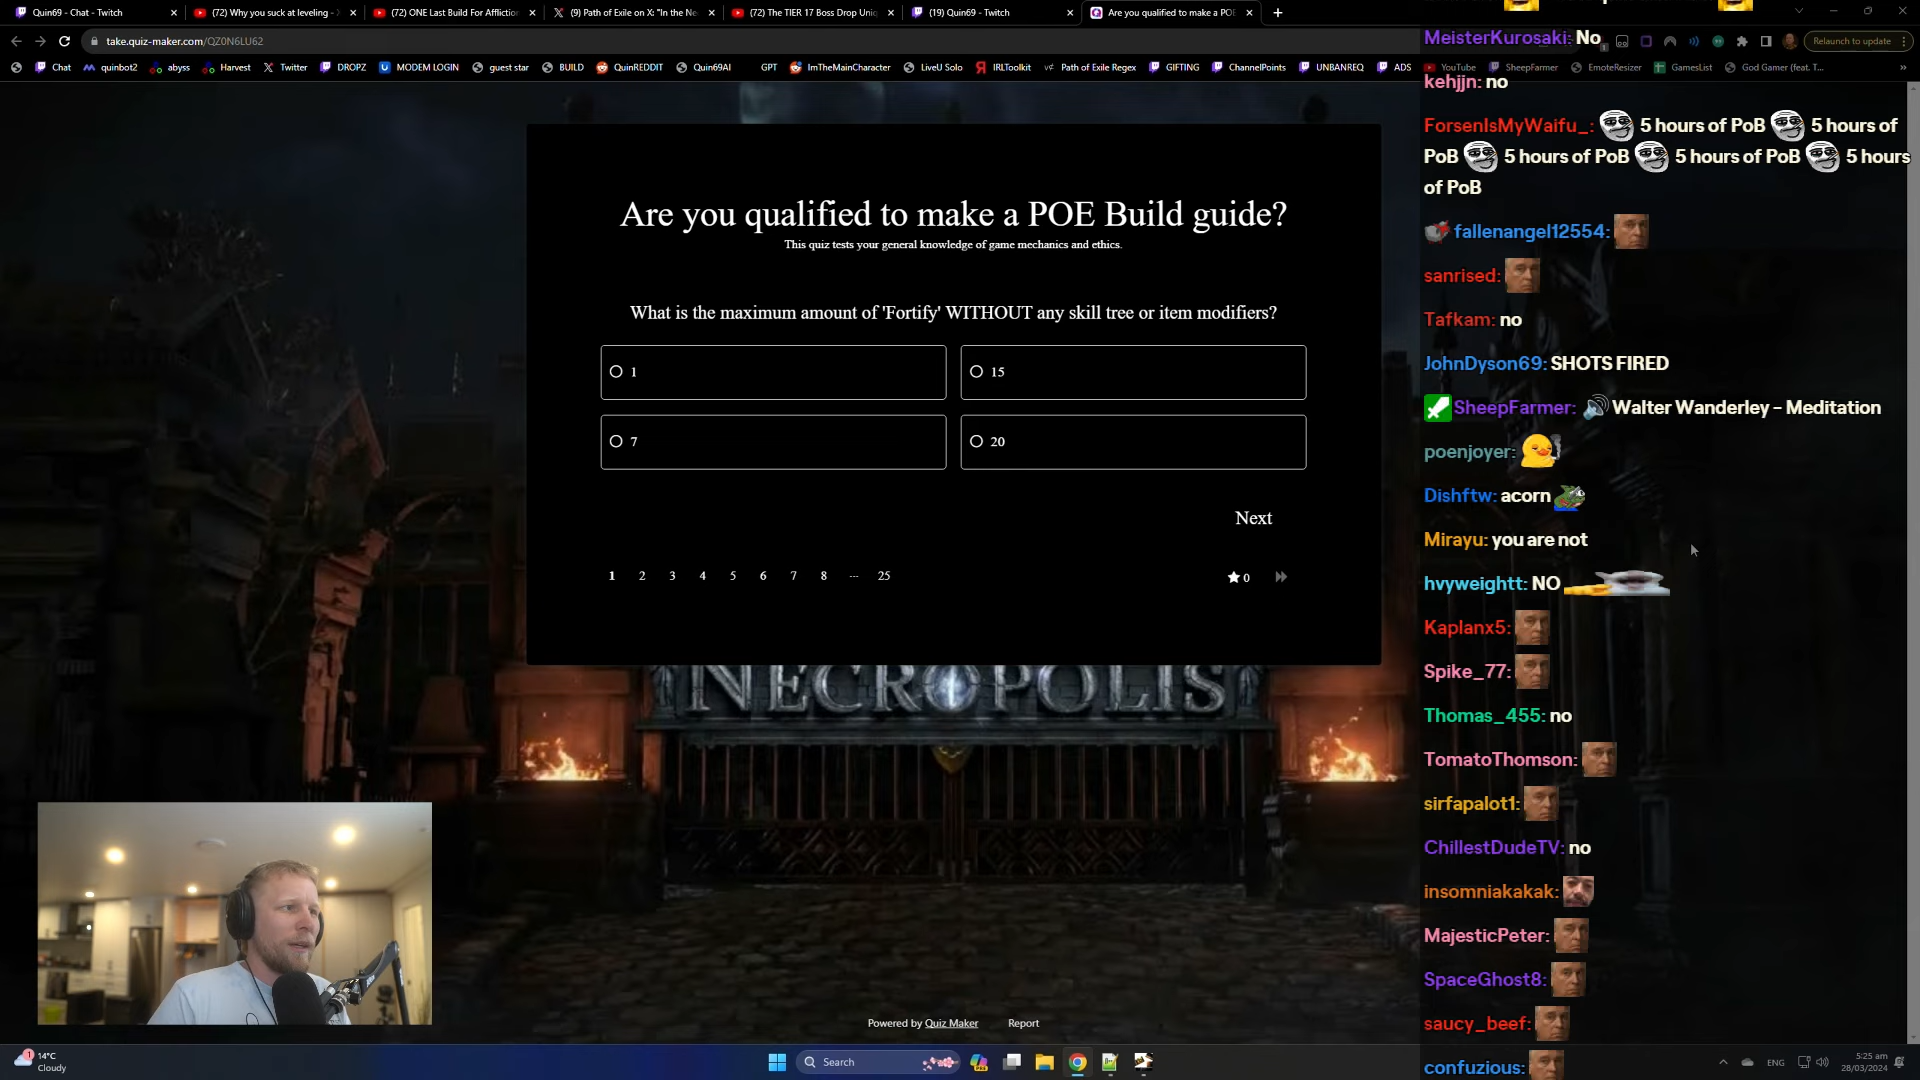 Quin69 - Chat - Twitch
(72) Why you suck at leveling -
(72) ONE Last Build For Affliction
(9) Path of Exile on X: "In the Ne
(72) The TIER 17 Boss Drop Uniq
(19) Quin69 - Twitch
Are you qualified to make a POE
take.quiz-maker.com/QZ0N6LU62
Relaunch to update
Chat
quinbot2
abyss
Harvest
Twitter
DROPZ
MODEM LOGIN
guest star
BUILD
QuinREDDIT
Quin69AI
GPT
ImTheMainCharacter
LiveU Solo
IRLToolkit
Path of Exile Regex
GIFTING
ChannelPoints
UNBANREQ
ADS
YouTube
SheepFarmer
EmoteResizer
GamesList
God Gamer (feat. T...
Are you qualified to make a POE Build guide?
This quiz tests your general knowledge of game mechanics and ethics.
What is the maximum amount of 'Fortify' WITHOUT any skill tree or item modifiers?
1
15
7
20
Next
1 2 3 4 5 6 7 8 ... 25
0
NECROPOLIS
Powered by Quiz Maker
Report
MeisterKurosaki: No
kehjjn: no
ForsenIsMyWaifu_: 5 hours of PoB 5 hours of
PoB 5 hours of PoB 5 hours of PoB 5 hours
of PoB
fallenangel12554:
sanrised:
Tafkam: no
JohnDyson69: SHOTS FIRED
SheepFarmer: Walter Wanderley - Meditation
poenjoyer:
Dishftw: acorn
Mirayu: you are not
hvyweightt: NO
Kaplanx5:
Spike_77:
Thomas_455: no
TomatoThomson:
sirfapalot1:
ChillestDudeTV: no
insomniakakak:
MajesticPeter:
SpaceGhost8:
saucy_beef:
confuzious:
1
14°C
Cloudy
Search
ENG
5:25 am
28/03/2024